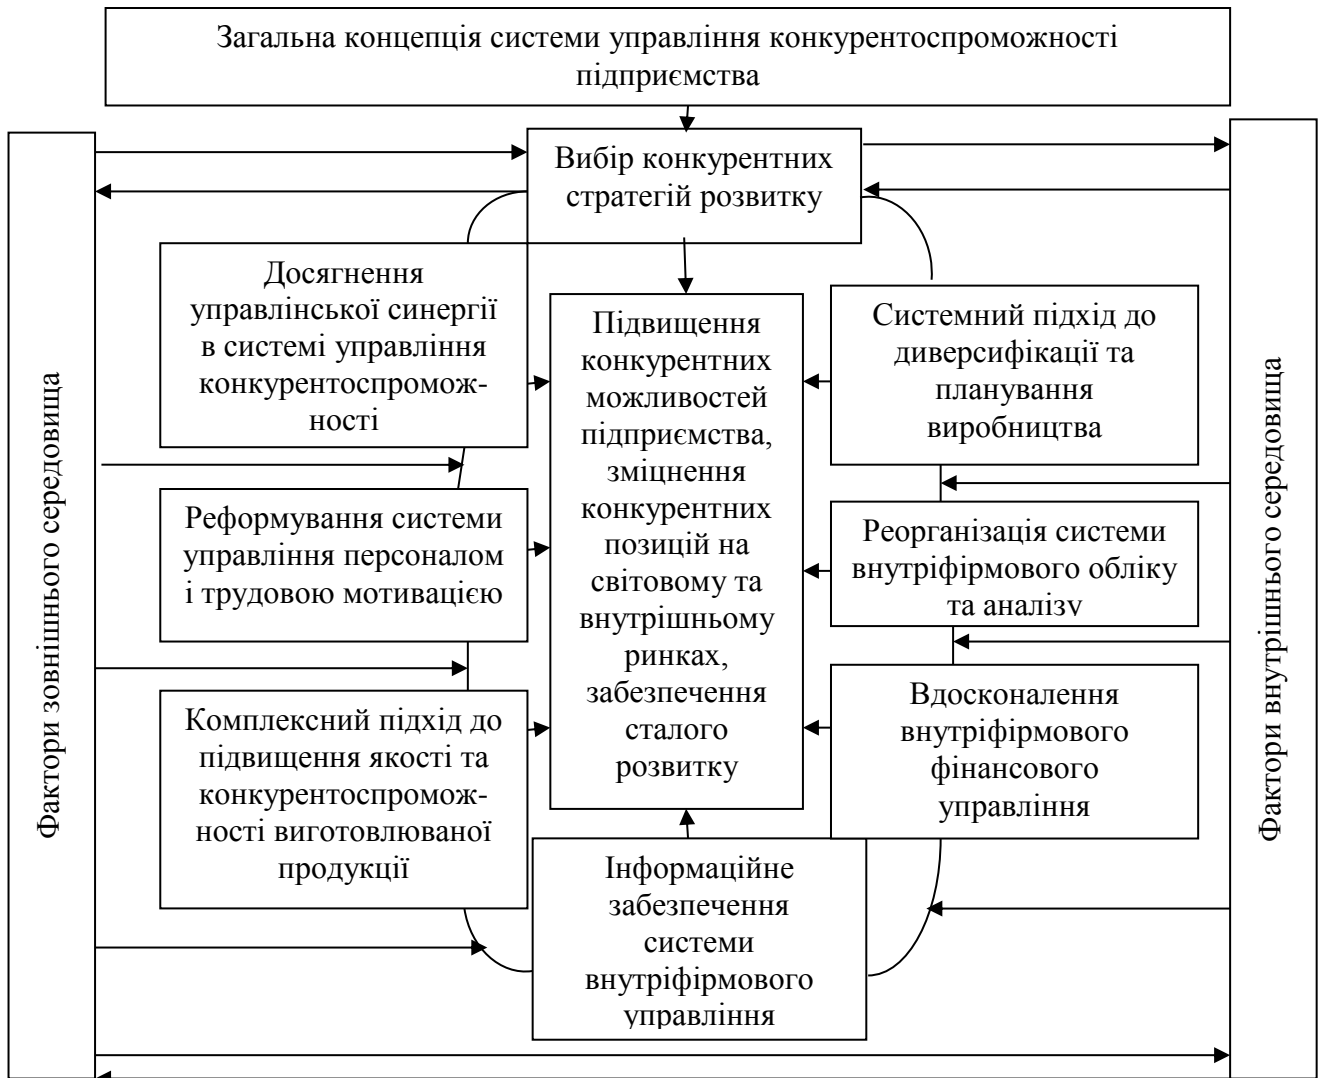 Загальна концепція системи управління конкурентоспроможності
підприємства
Вибір конкурентних
стратегій розвитку
Фактори зовнішнього середовища
Досягнення
управлінської синергії
в системі управління
конкурентоспромож-
ності
Реформування системи
управління персоналом
і трудовою мотивацією
Комплексний підхід до
підвищення якості та
конкурентоспромож-
ності виготовлюваної
продукції
Підвищення
конкурентних
можливостей
підприємства,
зміцнення
конкурентних
позицій на
світовому та
внутрішньому
ринках,
забезпечення
сталого
розвитку
Системний підхід до
диверсифікації та
планування
виробництва
Реорганізація системи
внутріфірмового обліку
та аналізу
Вдосконалення
внутріфірмового
фінансового
управління
Інформаційне
забезпечення
системи
внутріфірмового
управління
Фактори внутрішнього середовища